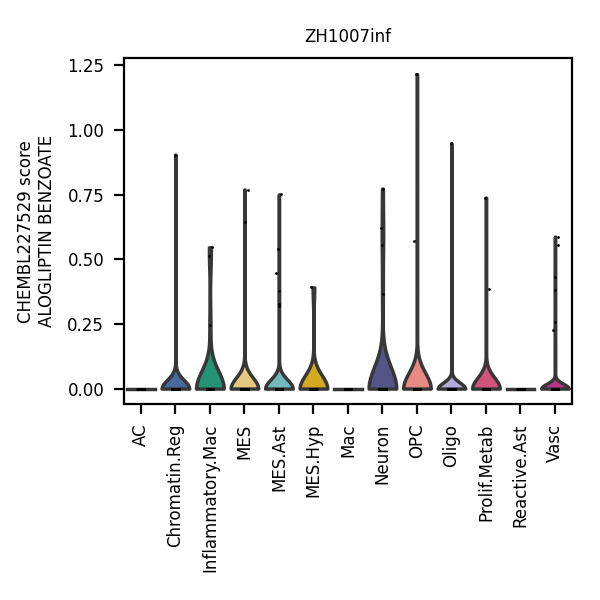 ZH1007inf
CHEMBL227529 score
ALOGLIPTIN BENZOATE
1.25
1.00
0.75
0.50
0.25
0.00
AC
Chromatin.Reg
Inflammatory.Mac
MES
MES.Ast
MES.Hyp
Mac
Neuron
OPC
Oligo
Prolif.Metab
Reactive.Ast
Vasc